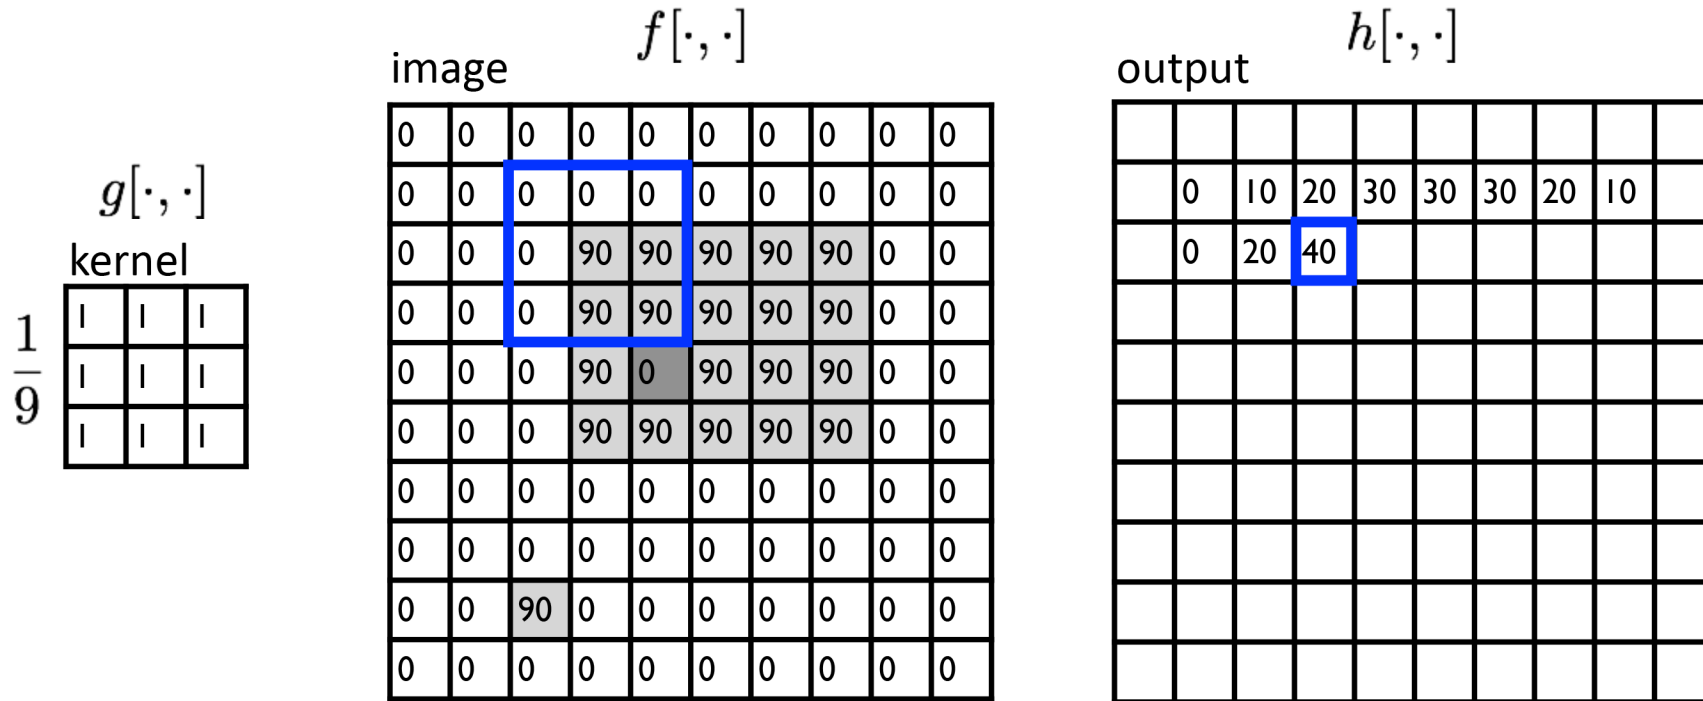 f[·, ·]
h[·, ·]
image
output
g[·, ·]
kernel
1/9
1 1 1
1 1 1
1 1 1
0 0 0 0 0 0 0 0 0 0
0 0 0 0 0 0 0 0 0 0
0 0 0 90 90 90 90 90 0 0
0 0 0 90 90 90 90 90 0 0
0 0 0 90 0 90 90 90 0 0
0 0 0 90 90 90 90 90 0 0
0 0 0 0 0 0 0 0 0 0
0 0 0 0 0 0 0 0 0 0
0 0 90 0 0 0 0 0 0 0
0 0 0 0 0 0 0 0 0 0
0 10 20 30 30 30 20 10
0 20 40